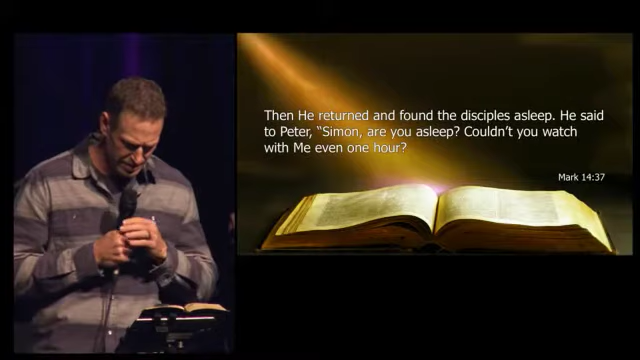 Then He returned and found the disciples asleep. He said
to Peter, “Simon, are you asleep? Couldn’t you watch
with Me even one hour?
Mark 14:37